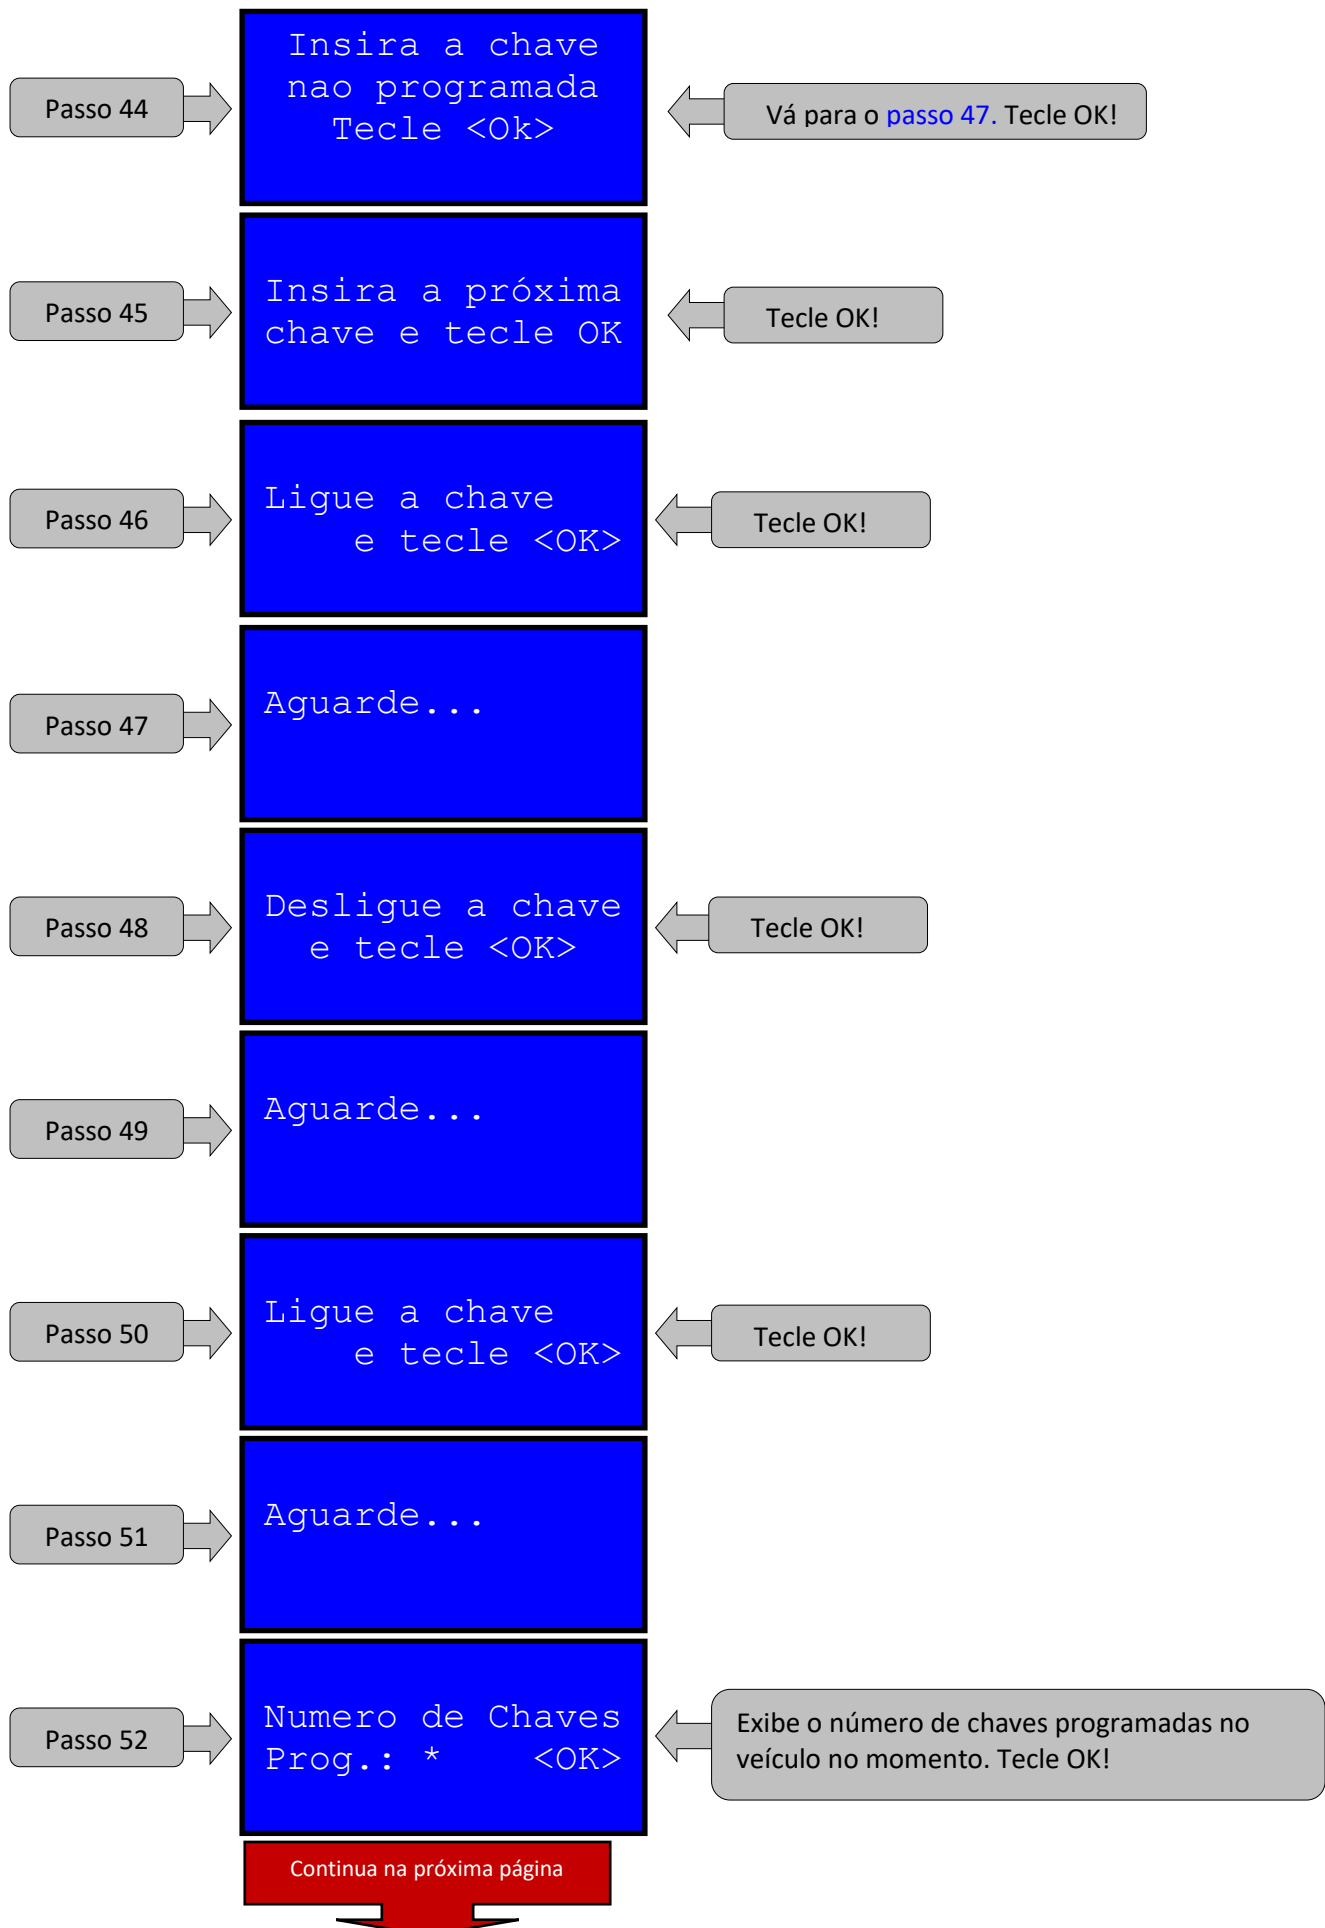 Passo 44
Insira a chave
nao programada
Tecle <Ok>
Vá para o passo 47. Tecle OK!
Passo 45
Insira a próxima
chave e tecle OK
Tecle OK!
Passo 46
Ligue a chave
e tecle <OK>
Tecle OK!
Passo 47
Aguarde...
Passo 48
Desligue a chave
e tecle <OK>
Tecle OK!
Passo 49
Aguarde...
Passo 50
Ligue a chave
e tecle <OK>
Tecle OK!
Passo 51
Aguarde...
Passo 52
Numero de Chaves
Prog.: * <OK>
Exibe o número de chaves programadas no
veículo no momento. Tecle OK!
Continua na próxima página